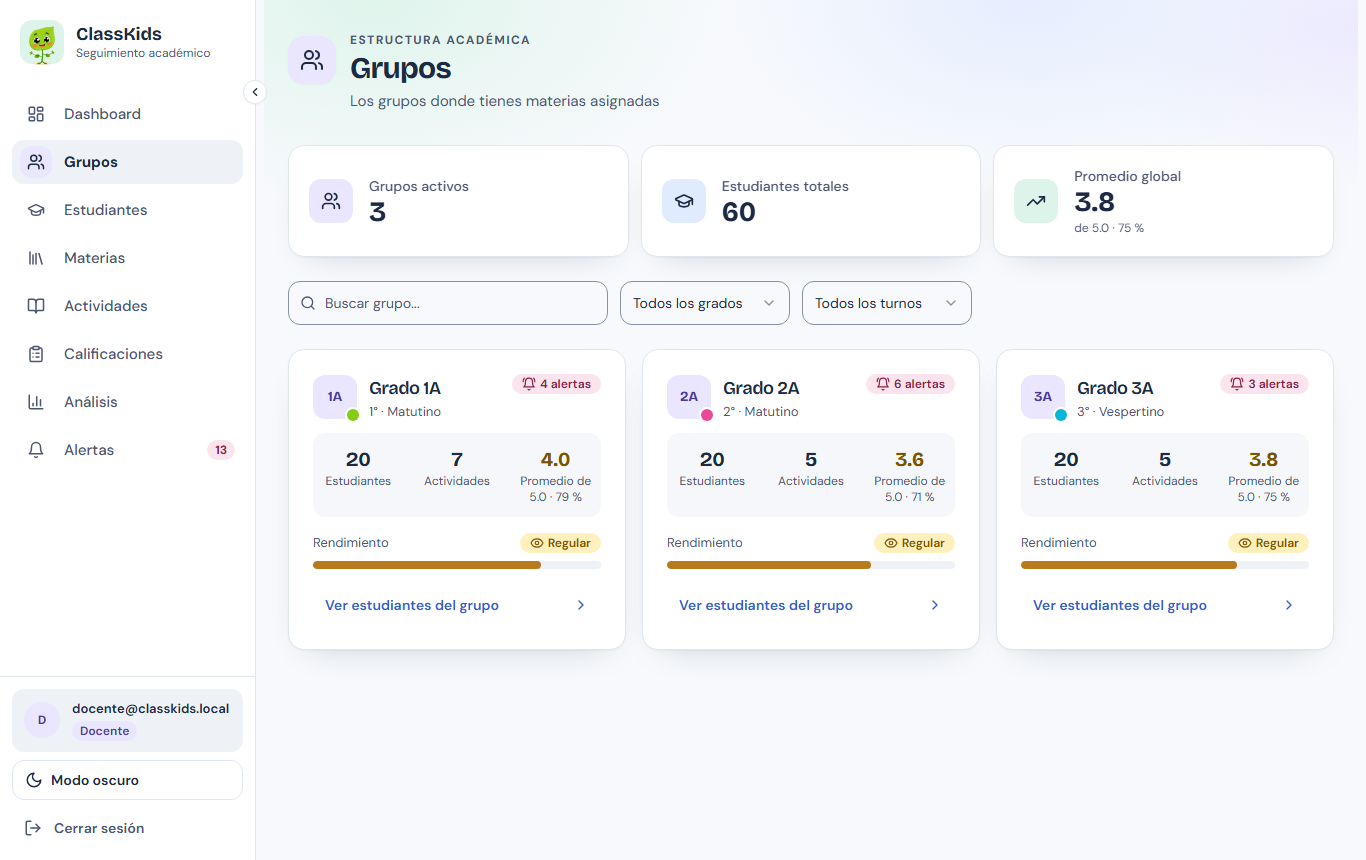 ClassKids
Seguimiento académico
Dashboard
Grupos
Estudiantes
Materias
Actividades
Calificaciones
Análisis
Alertas
13
D
docente@classkids.local
Docente
Modo oscuro
Cerrar sesión
ESTRUCTURA ACADÉMICA
Grupos
Los grupos donde tienes materias asignadas
Grupos activos
3
Estudiantes totales
60
Promedio global
3.8
de 5.0 · 75 %
Buscar grupo...
Todos los grados
Todos los turnos
1A
Grado 1A
1° · Matutino
4 alertas
20
Estudiantes
7
Actividades
4.0
Promedio de
5.0 · 79 %
Rendimiento
Regular
Ver estudiantes del grupo
2A
Grado 2A
2° · Matutino
6 alertas
20
Estudiantes
5
Actividades
3.6
Promedio de
5.0 · 71 %
Rendimiento
Regular
Ver estudiantes del grupo
3A
Grado 3A
3° · Vespertino
3 alertas
20
Estudiantes
5
Actividades
3.8
Promedio de
5.0 · 75 %
Rendimiento
Regular
Ver estudiantes del grupo